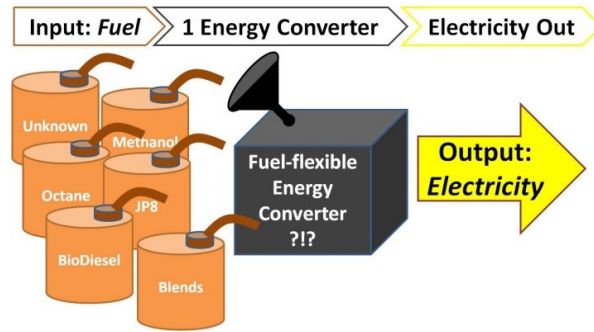 Input: Fuel
1 Energy Converter
Electricity Out
Unknown
Methanol
Octane
JP8
BioDiesel
Blends
Fuel-flexible
Energy
Converter
?!?
Output:
Electricity